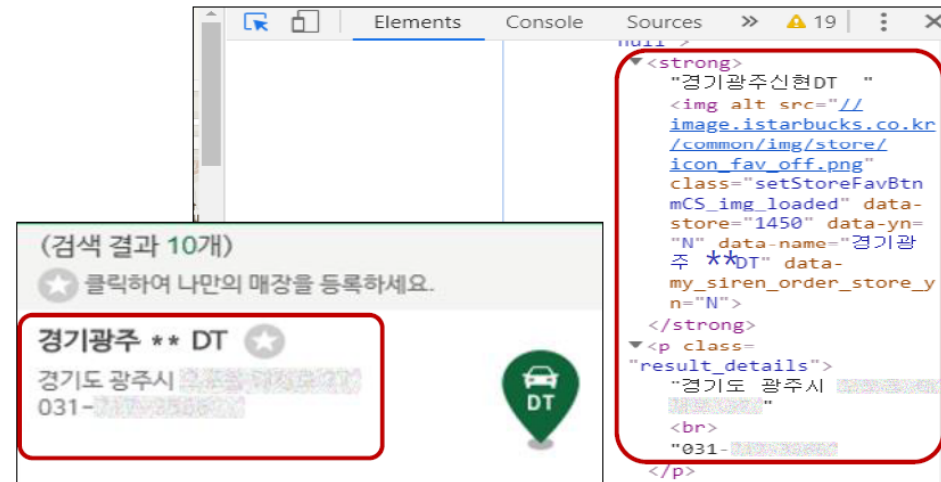 Elements Console Sources » 19
null >
▼<strong>
"경기광주신현DT "
<img alt src="//
image.istarbucks.co.kr
/common/img/store/
icon_fav_off.png"
class="setStoreFavBtn
mCS_img_loaded" data-
store="1450" data-yn=
"N" data-name="경기광
주 **DT" data-
my_siren_order_store_y
n="N">
</strong>
▼<p class=
"result_details">
"경기도 광주시
"
<br>
"031-
</p>
(검색 결과 10개)
클릭하여 나만의 매장을 등록하세요.
경기광주 ** DT
경기도 광주시
031-
DT